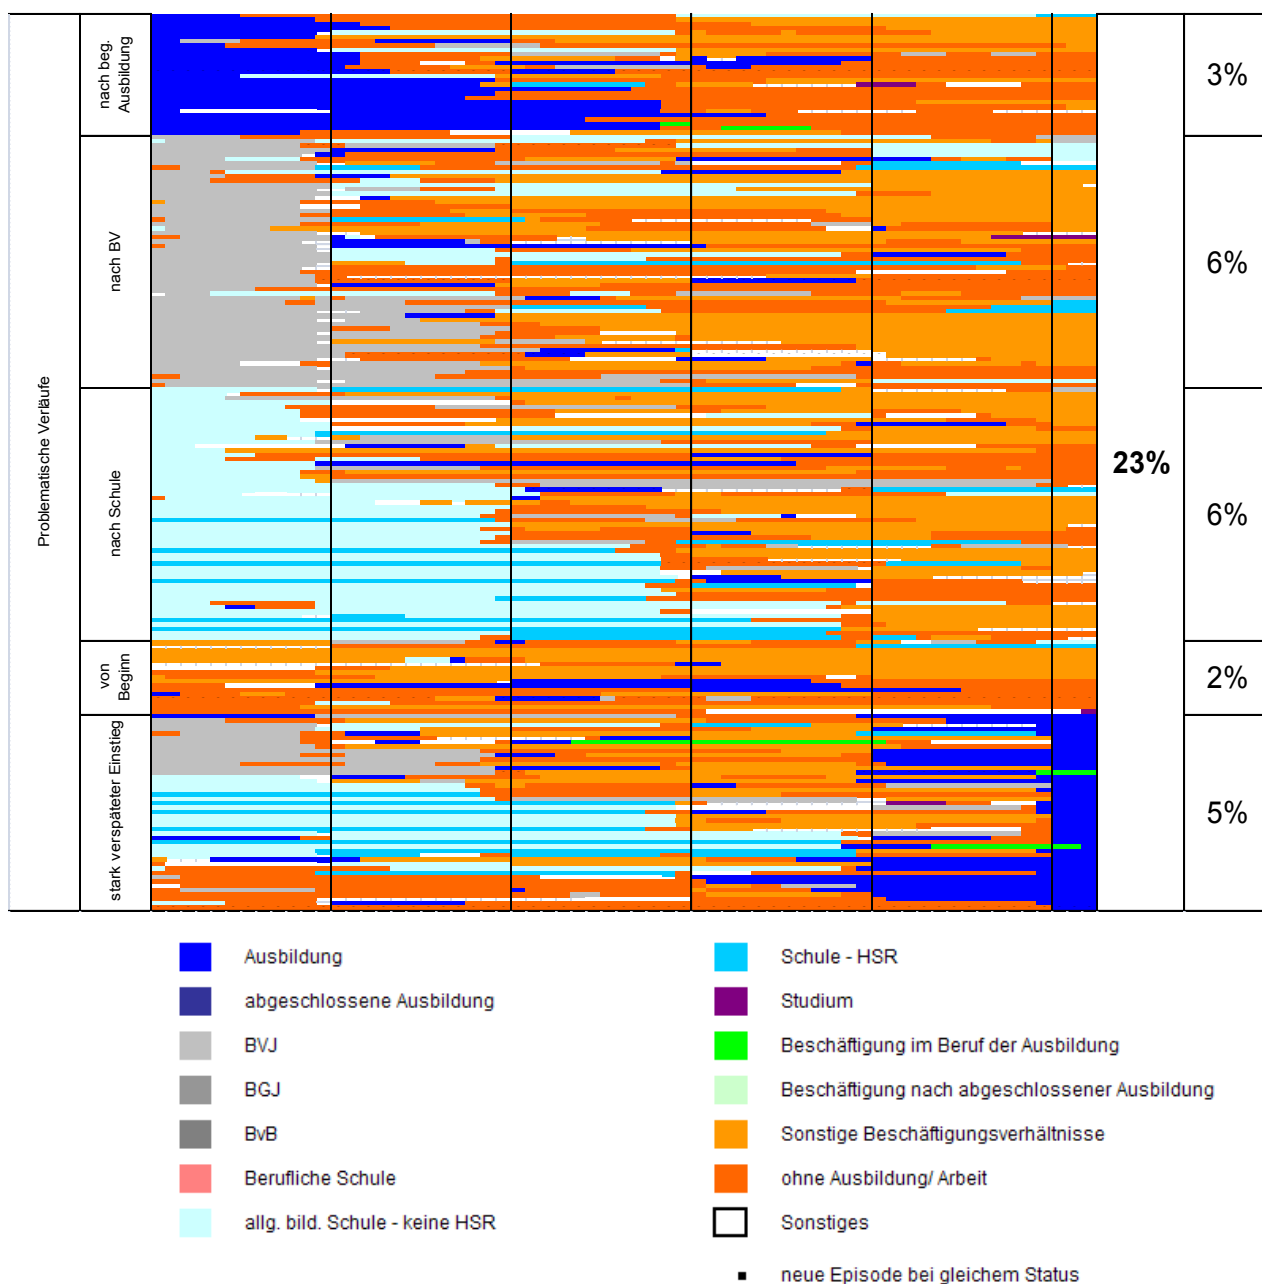 Problematische Verläufe
nach beg.
Ausbildung
3%
nach BV
6%
nach Schule
23%
6%
von
Beginn
2%
stark verspäteter Einstieg
5%
Ausbildung
abgeschlossene Ausbildung
BVJ
BGJ
BvB
Berufliche Schule
allg. bild. Schule - keine HSR
Schule - HSR
Studium
Beschäftigung im Beruf der Ausbildung
Beschäftigung nach abgeschlossener Ausbildung
Sonstige Beschäftigungsverhältnisse
ohne Ausbildung/ Arbeit
Sonstiges
neue Episode bei gleichem Status